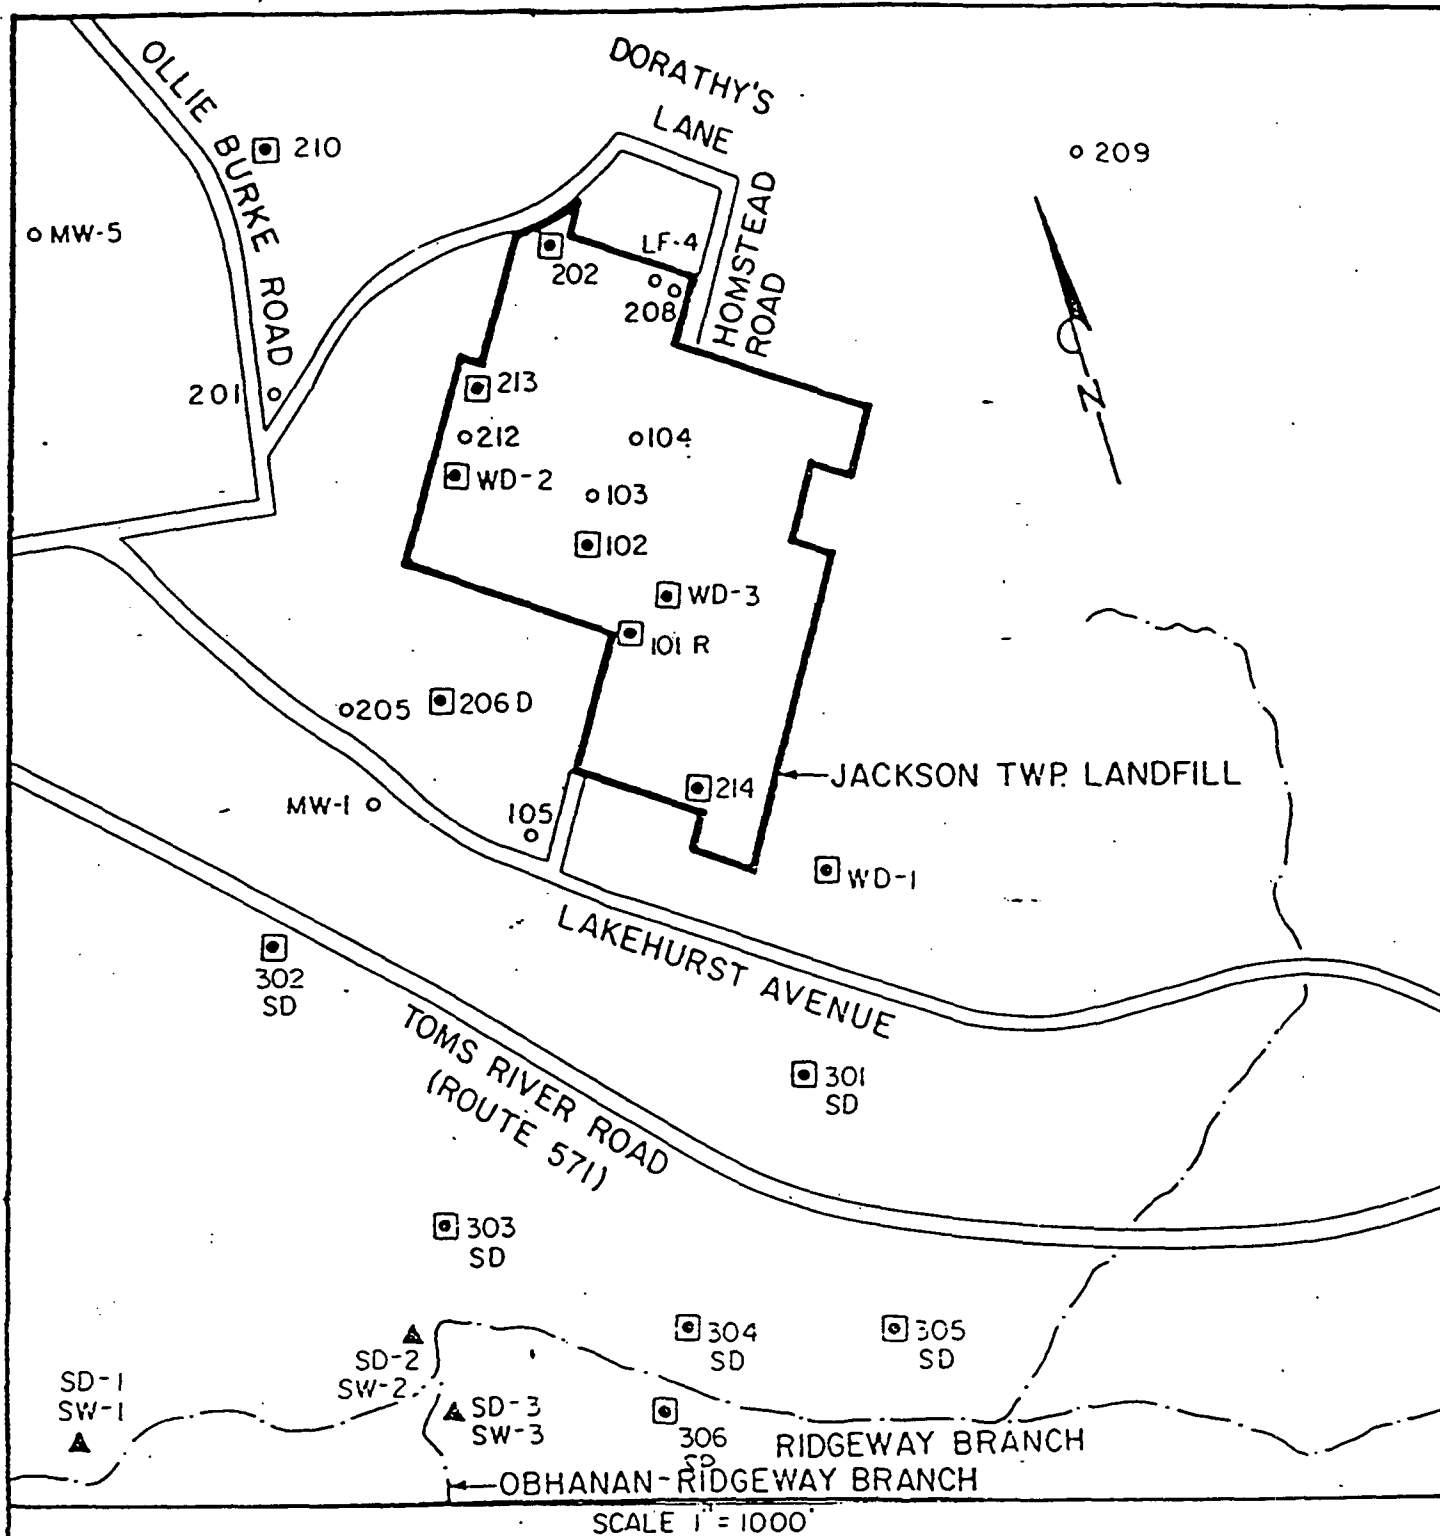 DORATHY'S
LANE
OLLIE BURKE ROAD
210
209
MW-5
HOMSTEAD
ROAD
LF-4
202
208
N
213
201
212
104
WD-2
103
102
WD-3
101 R
205
206 D
JACKSON TWP. LANDFILL
214
MW-1
105
WD-1
LAKEHURST AVENUE
302
SD
TOMS RIVER ROAD
(ROUTE 571)
301
SD
303
SD
304
SD
305
SD
SD-2
SW-2
SD-1
SW-1
SD-3
SW-3
306
SD
RIDGEWAY BRANCH
OBHANAN-RIDGEWAY BRANCH
SCALE 1" = 1000'